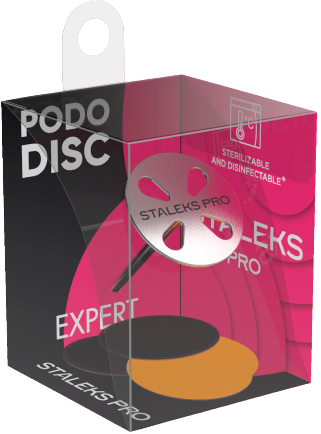 PODO
DISC
°C
STERILIZABLE
AND DISINFECTABLE*
STALEKS PRO
STALEKS
PRO
EXPERT
STALEKS PRO